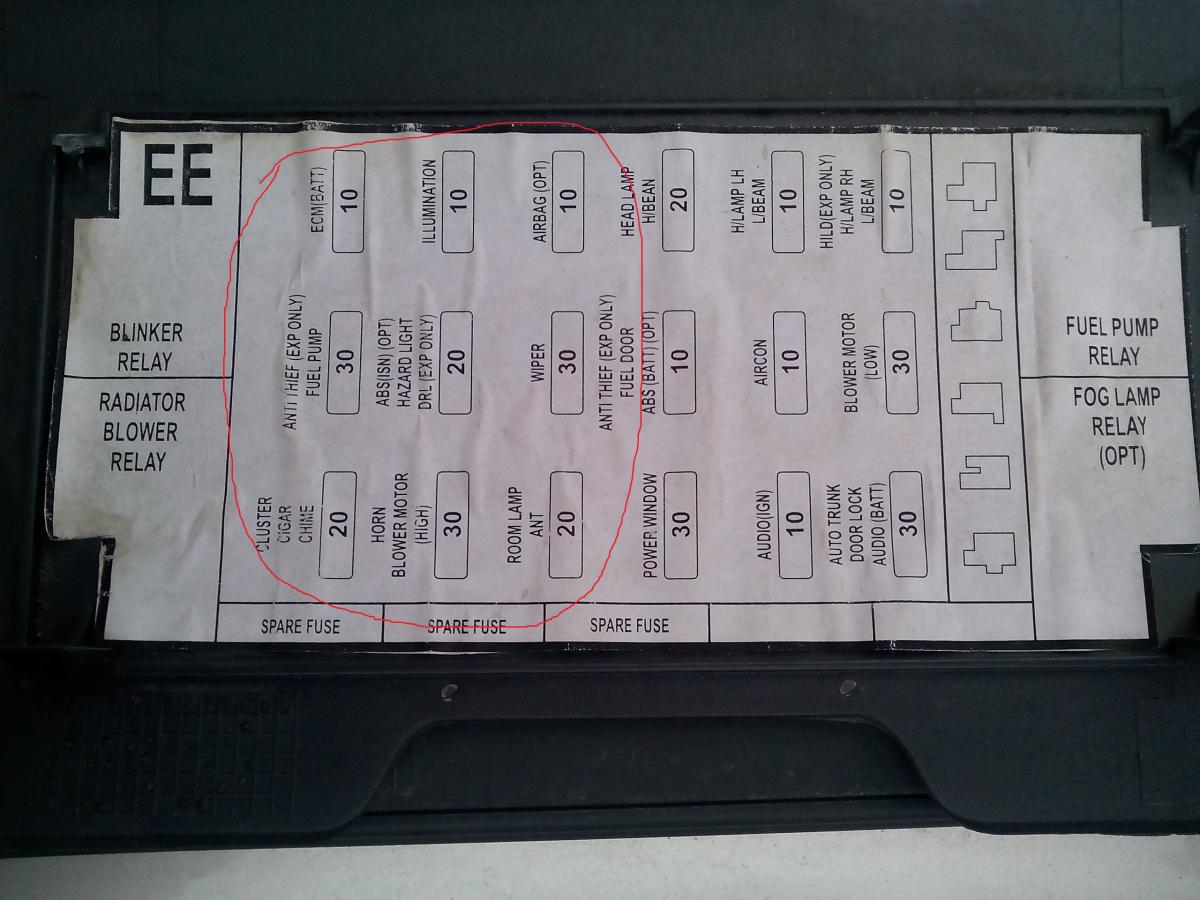 EE
BLINKER
RELAY
RADIATOR
BLOWER
RELAY
ECM(BATT)
10
ILLUMINATION
10
AIRBAG (OPT)
10
HEAD LAMP
H/BEAN
20
H/LAMP LH
L/BEAM
10
HILD(EXP ONLY)
H/LAMP RH
L/BEAM
10
ANTI THIEF (EXP ONLY)
FUEL PUMP
30
ABS(ISN) (OPT)
HAZARD LIGHT
DRL (EXP ONLY)
20
WIPER
30
ANTI THIEF (EXP ONLY)
FUEL DOOR
ABS (BATT) (OPT)
10
AIRCON
10
BLOWER MOTOR
(LOW)
30
CLUSTER
CIGAR
CHIME
20
HORN
BLOWER MOTOR
(HIGH)
30
ROOM LAMP
ANT
20
POWER WINDOW
30
AUDIO(IGN)
10
AUTO TRUNK
DOOR LOCK
AUDIO (BATT)
30
SPARE FUSE
SPARE FUSE
SPARE FUSE
FUEL PUMP
RELAY
FOG LAMP
RELAY
(OPT)